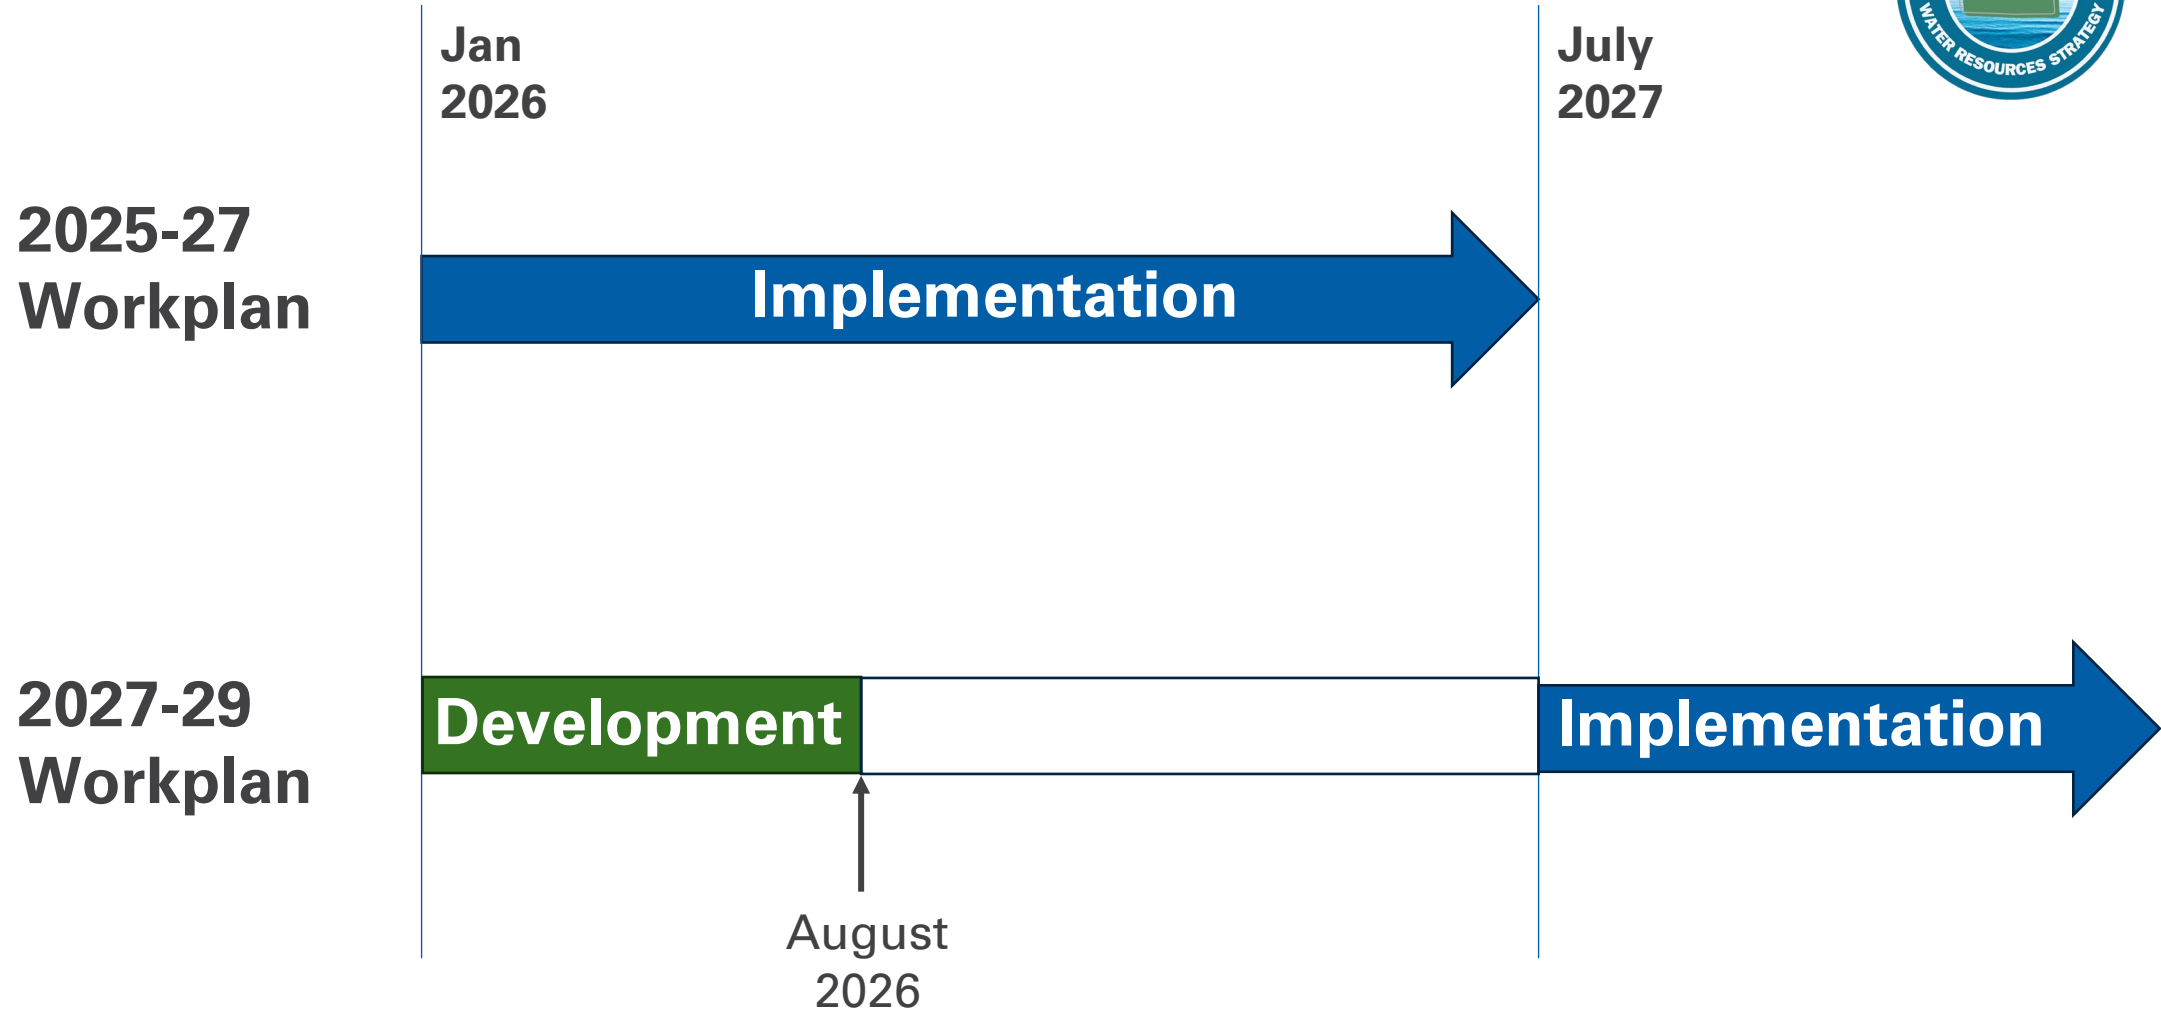 Jan
2026
July
2027
WATER RESOURCES STRATEGY
2025-27
Workplan
Implementation
2027-29
Workplan
Development
Implementation
August
2026